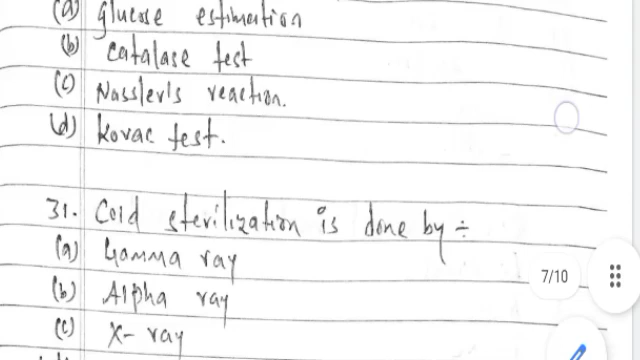 (a) glucose estimation
(b) catalase test
(c) Nassler's reaction.
(d) Kovac test.
31. Cold sterilization is done by ÷
(a) Gamma ray
(b) Alpha ray
(c) X- ray
7/10